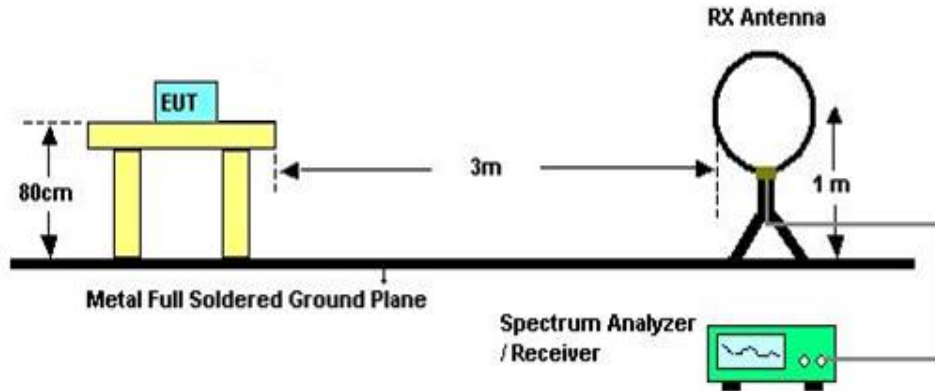 RX Antenna
EUT
3m
80cm
1 m
Metal Full Soldered Ground Plane
Spectrum Analyzer
/ Receiver